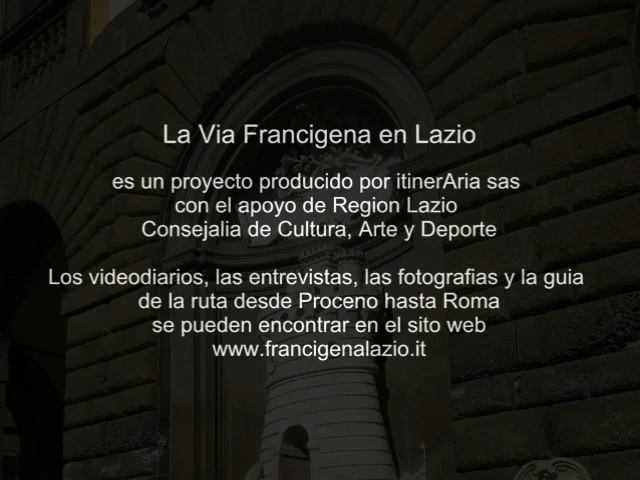 La Via Francigena en Lazio
es un proyecto producido por itinerAria sas
con el apoyo de Region Lazio
Consejalia de Cultura, Arte y Deporte
Los videodiarios, las entrevistas, las fotografias y la guia
de la ruta desde Proceno hasta Roma
se pueden encontrar en el sito web
www.francigenalazio.it